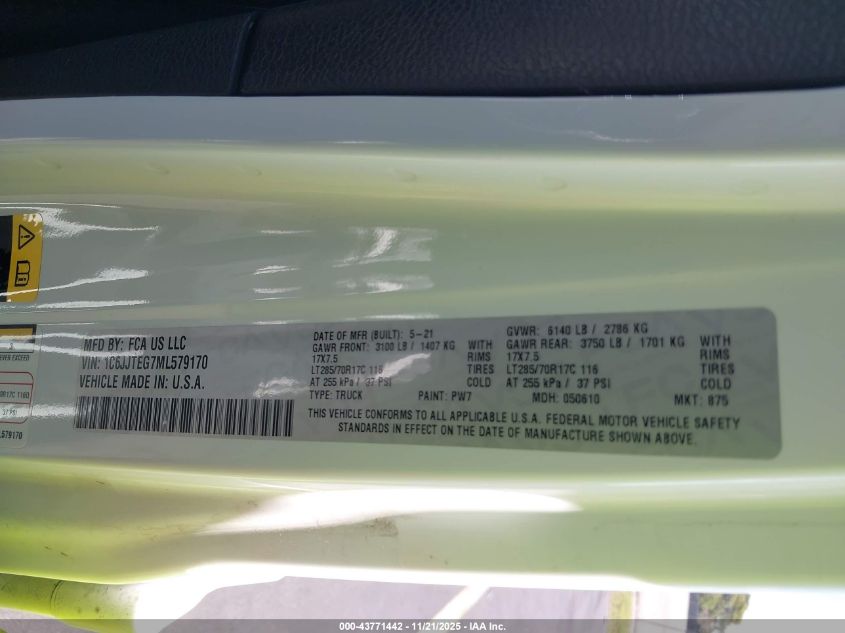 MFD BY: FCA US LLC
VIN: 1C6JJTEG7ML579170
VEHICLE MADE IN: U.S.A.
DATE OF MFR (BUILT): 5-21
GAWR FRONT: 3100 LB / 1407 KG WITH
17X7.5 RIMS
LT285/70R17C 116 TIRES
AT 255 kPa / 37 PSI COLD
TYPE: TRUCK PAINT: PW7
GVWR: 6140 LB / 2786 KG
GAWR REAR: 3750 LB / 1701 KG WITH
17X7.5 RIMS
LT285/70R17C 116 TIRES
AT 255 kPa / 37 PSI COLD
MDH: 050610 MKT: 875
THIS VEHICLE CONFORMS TO ALL APPLICABLE U.S.A. FEDERAL MOTOR VEHICLE SAFETY
STANDARDS IN EFFECT ON THE DATE OF MANUFACTURE SHOWN ABOVE.
EVER EXCEED
37 PSI
L579170
000-43771442 - 11/21/2025 - IAA Inc.